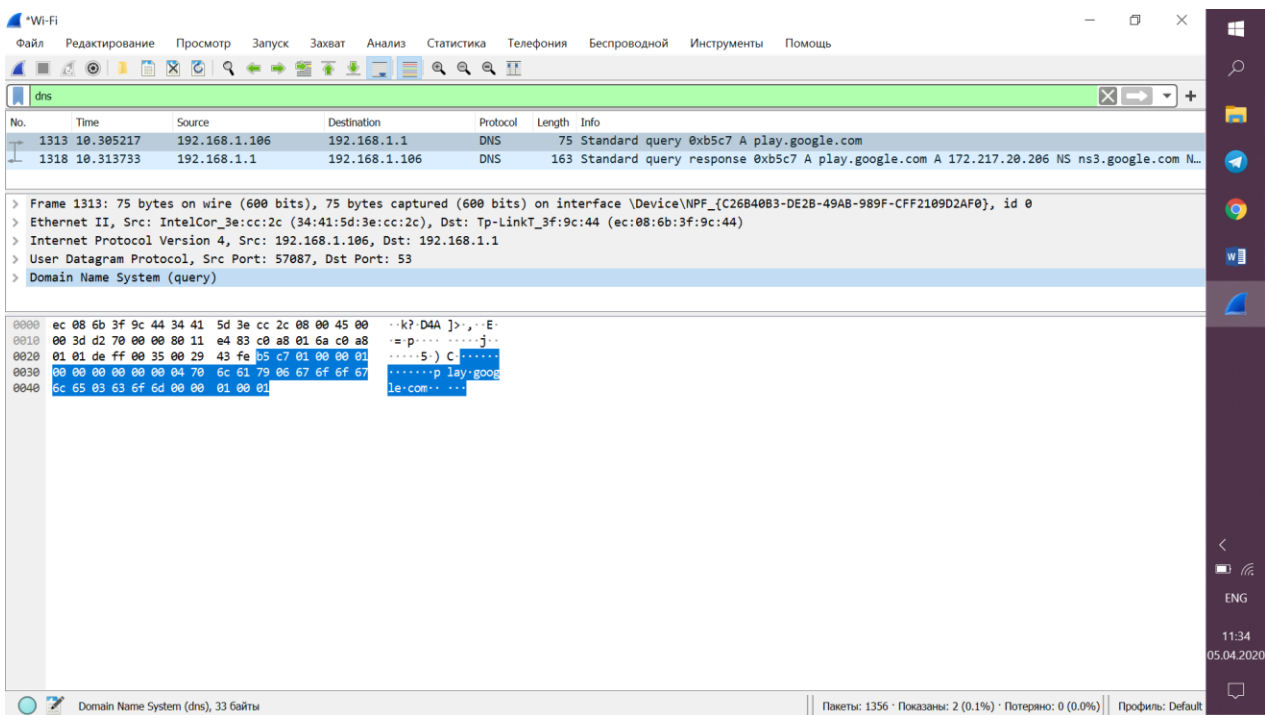 *Wi-Fi
Файл Редактирование Просмотр Запуск Захват Анализ Статистика Телефония Беспроводной Инструменты Помощь
dns
No. Time Source Destination Protocol Length Info
1313 10.305217 192.168.1.106 192.168.1.1 DNS 75 Standard query 0xb5c7 A play.google.com
1318 10.313733 192.168.1.1 192.168.1.106 DNS 163 Standard query response 0xb5c7 A play.google.com A 172.217.20.206 NS ns3.google.com N…
> Frame 1313: 75 bytes on wire (600 bits), 75 bytes captured (600 bits) on interface \Device\NPF_{C26B40B3-DE2B-49AB-989F-CFF2109D2AF0}, id 0
> Ethernet II, Src: IntelCor_3e:cc:2c (34:41:5d:3e:cc:2c), Dst: Tp-LinkT_3f:9c:44 (ec:08:6b:3f:9c:44)
> Internet Protocol Version 4, Src: 192.168.1.106, Dst: 192.168.1.1
> User Datagram Protocol, Src Port: 57087, Dst Port: 53
> Domain Name System (query)
0000 ec 08 6b 3f 9c 44 34 41 5d 3e cc 2c 08 00 45 00 ··k?·D4A ]>·,··E·
0010 00 3d d2 70 00 00 80 11 e4 83 c0 a8 01 6a c0 a8 ·=·p···· ·····j··
0020 01 01 de ff 00 35 00 29 43 fe b5 c7 01 00 00 01 ·····5·) C·······
0030 00 00 00 00 00 00 04 70 6c 61 79 06 67 6f 6f 67 ·······p lay·goog
0040 6c 65 03 63 6f 6d 00 00 01 00 01 le·com·· ···
ENG
11:34
05.04.2020
Domain Name System (dns), 33 байты
Пакеты: 1356 · Показаны: 2 (0.1%) · Потеряно: 0 (0.0%)
Профиль: Default